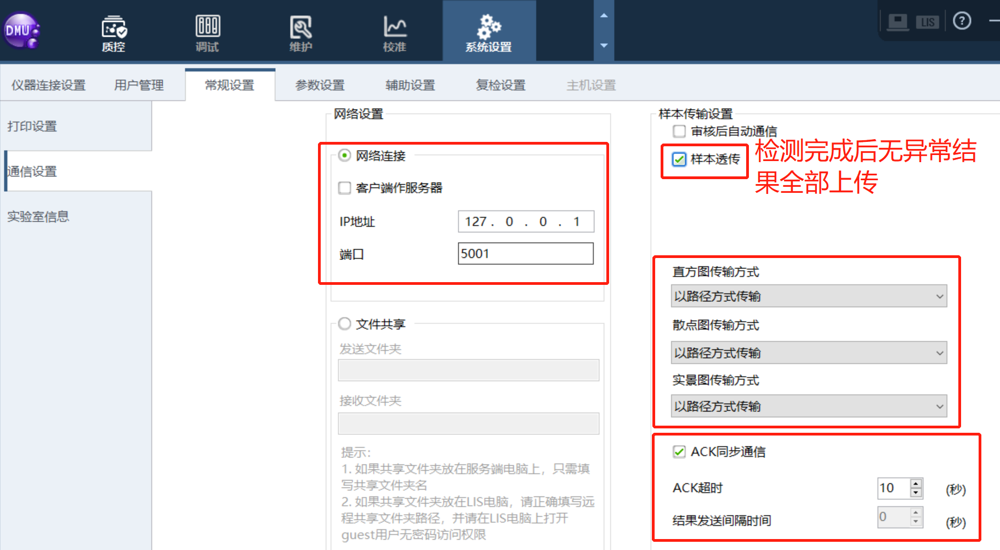 DMU
质控
调试
维护
校准
系统设置
LIS
?
仪器连接设置
用户管理
常规设置
参数设置
辅助设置
复检设置
主机设置
打印设置
通信设置
实验室信息
网络设置
网络连接
客户端作服务器
IP地址
127 . 0 . 0 . 1
端口
5001
文件共享
发送文件夹
接收文件夹
提示：
1. 如果共享文件夹放在服务端电脑上，只需填
写共享文件夹名
2. 如果共享文件夹放在LIS电脑，请正确填写远
程共享文件夹路径，并请在LIS电脑上打开
guest用户无密码访问权限
样本传输设置
审核后自动通信
样本透传
检测完成后无异常结
果全部上传
直方图传输方式
以路径方式传输
散点图传输方式
以路径方式传输
实景图传输方式
以路径方式传输
ACK同步通信
ACK超时
10
(秒)
结果发送间隔时间
0
(秒)